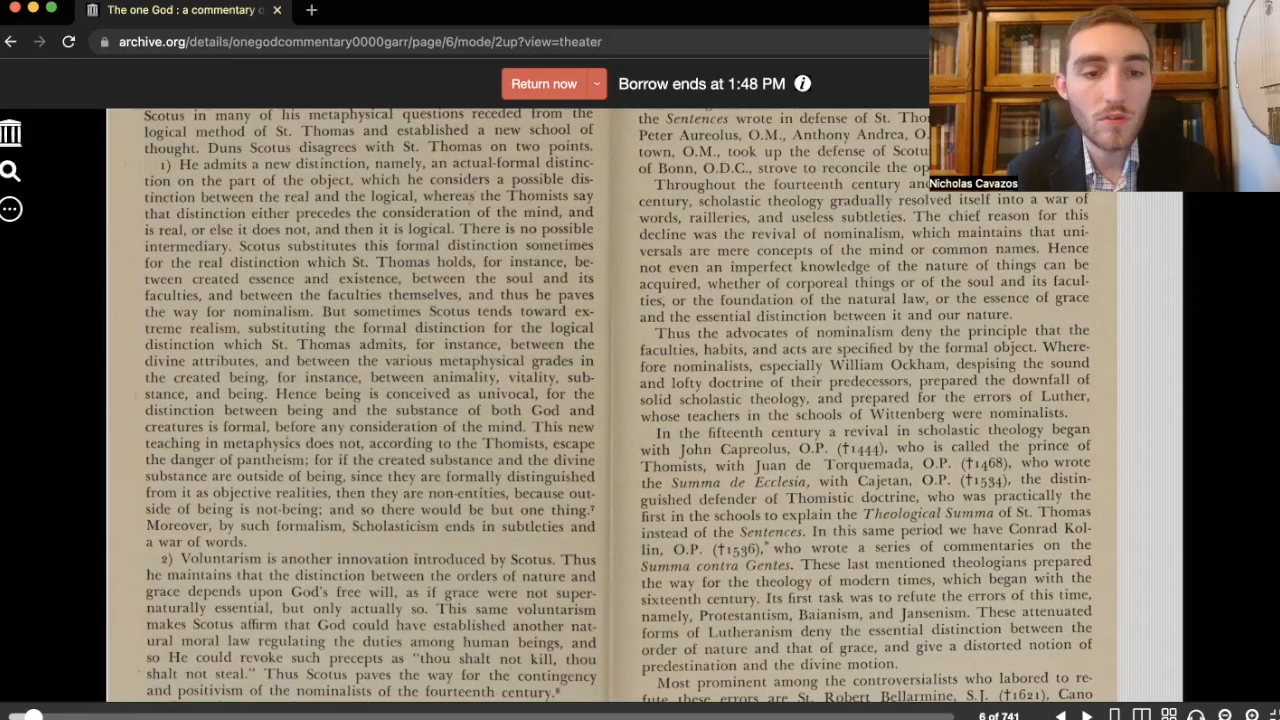 The one God : a commentary o
archive.org/details/onegodcommentary0000garr/page/6/mode/2up?view=theater
Return now
Borrow ends at 1:48 PM
Nicholas Cavazos
Scotus in many of his metaphysical questions receded from the
logical method of St. Thomas and established a new school of
thought. Duns Scotus disagrees with St. Thomas on two points.
1) He admits a new distinction, namely, an actual-formal distinc-
tion on the part of the object, which he considers a possible dis-
tinction between the real and the logical, whereas the Thomists say
that distinction either precedes the consideration of the mind, and
is real, or else it does not, and then it is logical. There is no possible
intermediary. Scotus substitutes this formal distinction sometimes
for the real distinction which St. Thomas holds, for instance, be-
tween created essence and existence, between the soul and its
faculties, and between the faculties themselves, and thus he paves
the way for nominalism. But sometimes Scotus tends toward ex-
treme realism, substituting the formal distinction for the logical
distinction which St. Thomas admits, for instance, between the
divine attributes, and between the various metaphysical grades in
the created being, for instance, between animality, vitality, sub-
stance, and being. Hence being is conceived as univocal, for the
distinction between being and the substance of both God and
creatures is formal, before any consideration of the mind. This new
teaching in metaphysics does not, according to the Thomists, escape
the danger of pantheism; for if the created substance and the divine
substance are outside of being, since they are formally distinguished
from it as objective realities, then they are non-entities, because out-
side of being is not-being; and so there would be but one thing.⁷
Moreover, by such formalism, Scholasticism ends in subtleties and
a war of words.
2) Voluntarism is another innovation introduced by Scotus. Thus
he maintains that the distinction between the orders of nature and
grace depends upon God's free will, as if grace were not super-
naturally essential, but only actually so. This same voluntarism
makes Scotus affirm that God could have established another nat-
ural moral law regulating the duties among human beings, and
so He could revoke such precepts as "thou shalt not kill, thou
shalt not steal." Thus Scotus paves the way for the contingency
and positivism of the nominalists of the fourteenth century.⁸
the Sentences wrote in defense of St. Tho
Peter Aureolus, O.M., Anthony Andrea, O.
town, O.M., took up the defense of Scotu
of Bonn, O.D.C., strove to reconcile the op
Throughout the fourteenth century and
century, scholastic theology gradually resolved itself into a war of
words, railleries, and useless subtleties. The chief reason for this
decline was the revival of nominalism, which maintains that uni-
versals are mere concepts of the mind or common names. Hence
not even an imperfect knowledge of the nature of things can be
acquired, whether of corporeal things or of the soul and its facul-
ties, or the foundation of the natural law, or the essence of grace
and the essential distinction between it and our nature.
Thus the advocates of nominalism deny the principle that the
faculties, habits, and acts are specified by the formal object. Where-
fore nominalists, especially William Ockham, despising the sound
and lofty doctrine of their predecessors, prepared the downfall of
solid scholastic theology, and prepared for the errors of Luther,
whose teachers in the schools of Wittenberg were nominalists.
In the fifteenth century a revival in scholastic theology began
with John Capreolus, O.P. (†1444), who is called the prince of
Thomists, with Juan de Torquemada, O.P. (†1468), who wrote
the Summa de Ecclesia, with Cajetan, O.P. (†1534), the distin-
guished defender of Thomistic doctrine, who was practically the
first in the schools to explain the Theological Summa of St. Thomas
instead of the Sentences. In this same period we have Conrad Kol-
lin, O.P. (†1536), who wrote a series of commentaries on the
Summa contra Gentes. These last mentioned theologians prepared
the way for the theology of modern times, which began with the
sixteenth century. Its first task was to refute the errors of this time,
namely, Protestantism, Baianism, and Jansenism. These attenuated
forms of Lutheranism deny the essential distinction between the
order of nature and that of grace, and give a distorted notion of
predestination and the divine motion.
Most prominent among the controversialists who labored to re-
fute these errors are St. Robert Bellarmine, S.J. (†1621), Cano
6 of 741